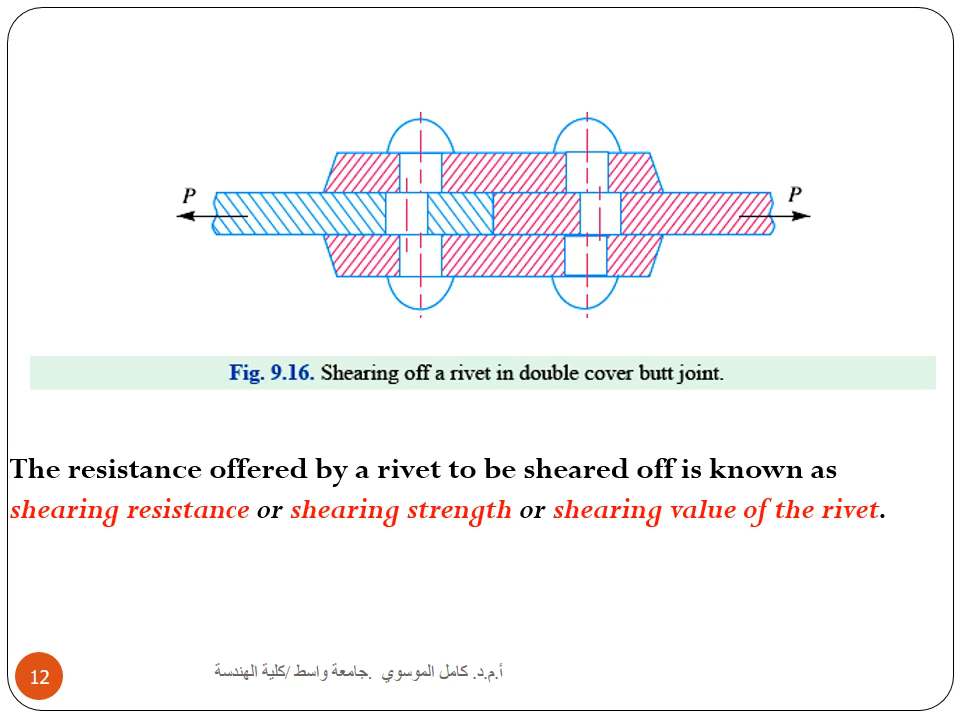 P
P
Fig. 9.16. Shearing off a rivet in double cover butt joint.
The resistance offered by a rivet to be sheared off is known as
shearing resistance or shearing strength or shearing value of the rivet.
12
أ.م.د. كامل الموسوي .جامعة واسط /كلية الهندسة